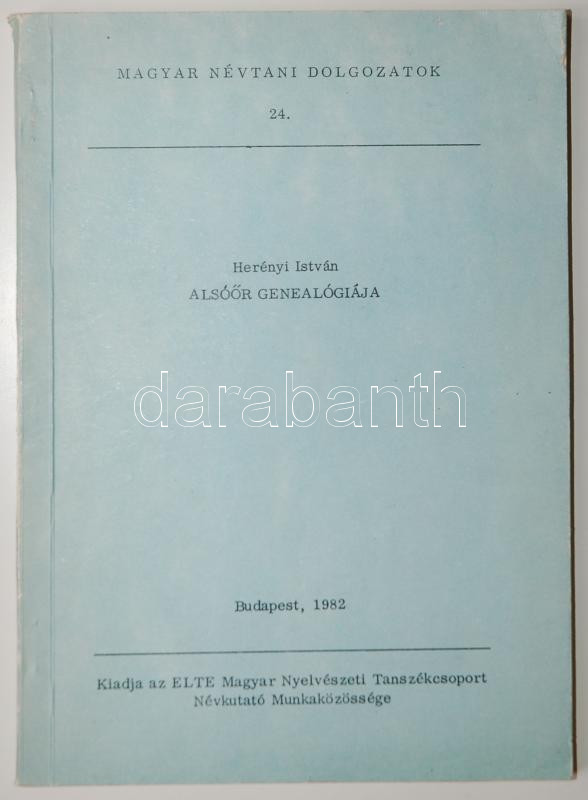 MAGYAR NÉVTANI DOLGOZATOK
24.
Herényi István
ALSÓŐR GENEALÓGIÁJA
darabanth
Budapest, 1982
Kiadja az ELTE Magyar Nyelvészeti Tanszékcsoport
Névkutató Munkaközössége